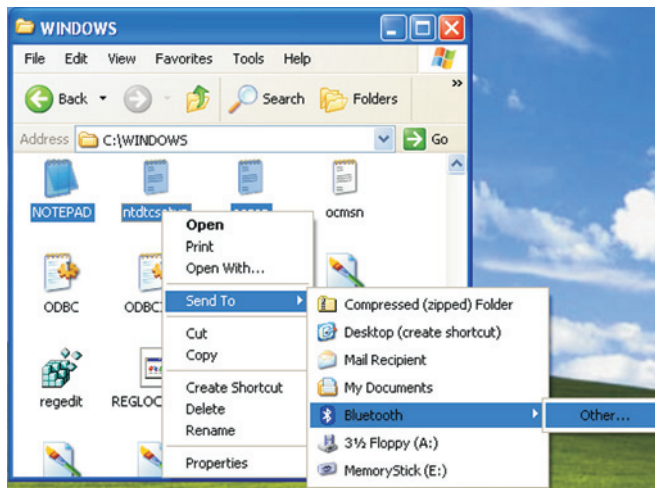 WINDOWS
File Edit View Favorites Tools Help
Back Search Folders »
Address C:\WINDOWS Go
NOTEPAD ocmsn
Open
Print
Open With...
Send To
Cut
Copy
Create Shortcut
Delete
Rename
Properties
Compressed (zipped) Folder
Desktop (create shortcut)
Mail Recipient
My Documents
Bluetooth
3½ Floppy (A:)
MemoryStick (E:)
Other...
ODBC
regedit